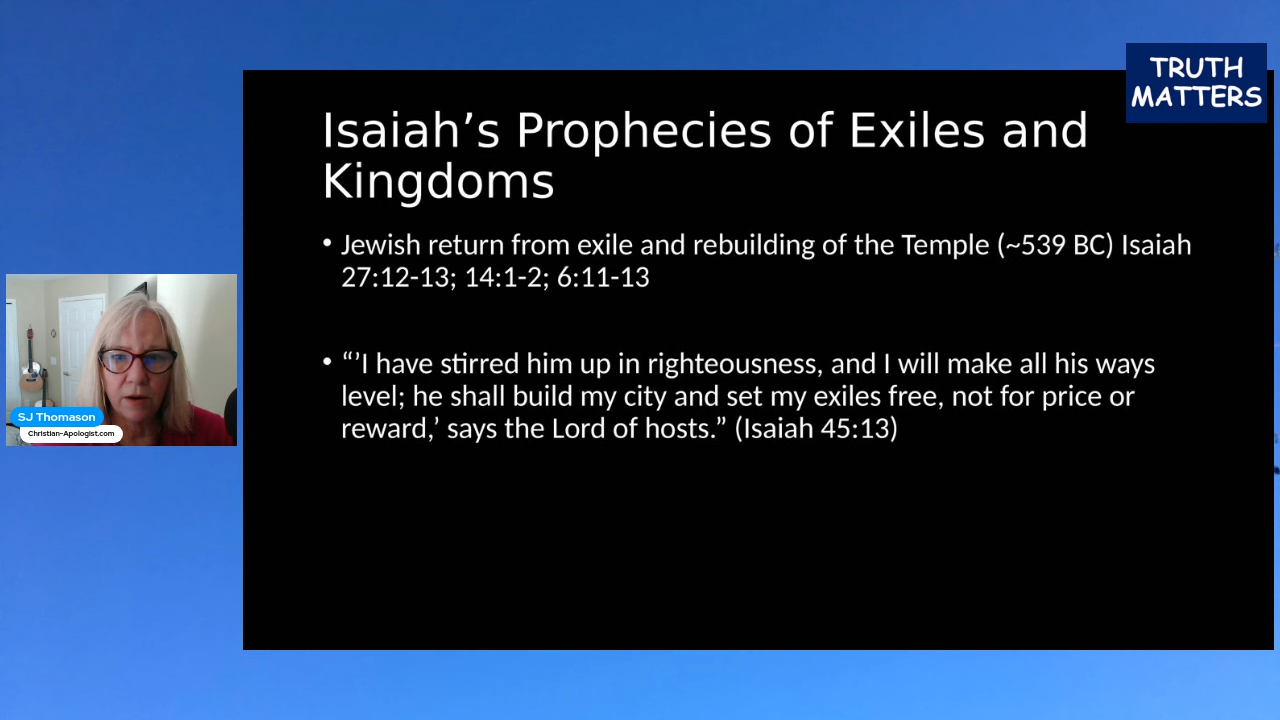 TRUTH
MATTERS
Isaiah’s Prophecies of Exiles and
Kingdoms
• Jewish return from exile and rebuilding of the Temple (~539 BC) Isaiah
27:12-13; 14:1-2; 6:11-13
• “’I have stirred him up in righteousness, and I will make all his ways
level; he shall build my city and set my exiles free, not for price or
reward,’ says the Lord of hosts.” (Isaiah 45:13)
SJ Thomason
Christian-Apologist.com